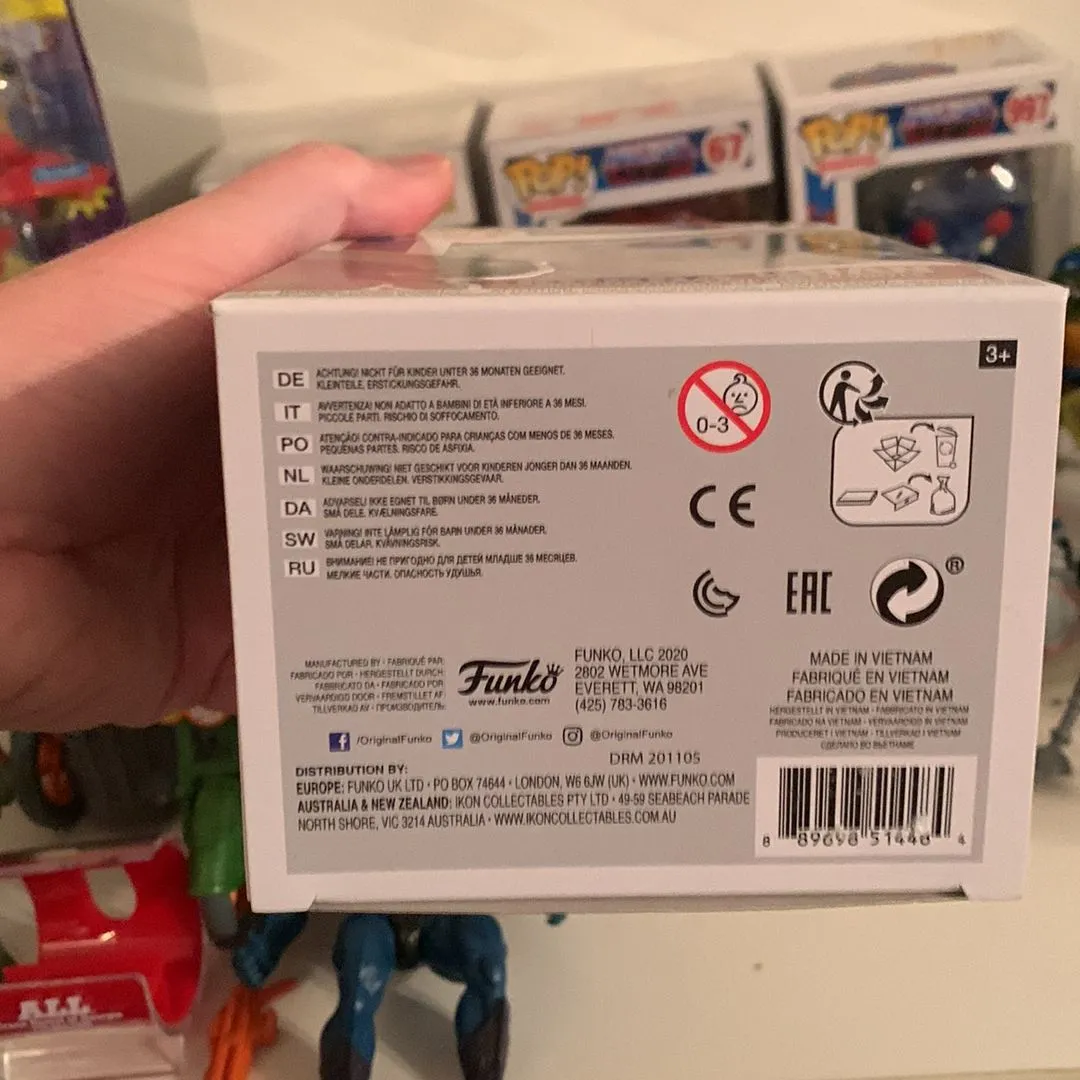 POP!
67
POP!
997
3+
DE ACHTUNG! NICHT FÜR KINDER UNTER 36 MONATEN GEEIGNET.
KLEINTEILE, ERSTICKUNGSGEFAHR.
IT AVVERTENZA! NON ADATTO A BAMBINI DI ETÀ INFERIORE A 36 MESI.
PICCOLE PARTI. RISCHIO DI SOFFOCAMENTO.
PO ATENÇÃO! CONTRA-INDICADO PARA CRIANÇAS COM MENOS DE 36 MESES.
PEQUENAS PARTES. RISCO DE ASFIXIA.
NL WAARSCHUWING! NIET GESCHIKT VOOR KINDEREN JONGER DAN 36 MAANDEN.
KLEINE ONDERDELEN. VERSTIKKINGSGEVAAR.
DA ADVARSEL! IKKE EGNET TIL BØRN UNDER 36 MÅNEDER.
SMÅ DELE. KVÆLNINGSFARE.
SW VARNING! INTE LÄMPLIG FÖR BARN UNDER 36 MÅNADER.
SMÅ DELAR. KVÄVNINGSRISK.
RU ВНИМАНИЕ! НЕ ПРИГОДНО ДЛЯ ДЕТЕЙ МЛАДШЕ 36 МЕСЯЦЕВ.
МЕЛКИЕ ЧАСТИ. ОПАСНОСТЬ УДУШЬЯ.
0-3
CE
EAC
®
MANUFACTURED BY • FABRIQUÉ PAR:
FABRICADO POR • HERGESTELLT DURCH:
FABBRICATO DA • FABRICADO POR:
VERVAARDIGD DOOR • FREMSTILLET AF:
TILLVERKAD AV • ПРОИЗВОДИТЕЛЬ:
Funko
www.funko.com
FUNKO, LLC 2020
2802 WETMORE AVE
EVERETT, WA 98201
(425) 783-3616
MADE IN VIETNAM
FABRIQUÉ EN VIETNAM
FABRICADO EN VIETNAM
HERGESTELLT IN VIETNAM • FABBRICATO IN VIETNAM
FABRICADO NA VIETNAM • VERVAARDIGD IN VIETNAM
PRODUCERET I VIETNAM • TILLVERKAD I VIETNAM
СДЕЛАНО ВО ВЬЕТНАМЕ
/OriginalFunko @OriginalFunko @OriginalFunko
DRM 201105
DISTRIBUTION BY:
EUROPE: FUNKO UK LTD • PO BOX 74644 • LONDON, W6 6JW (UK) • WWW.FUNKO.COM
AUSTRALIA & NEW ZEALAND: IKON COLLECTABLES PTY LTD • 49-59 SEABEACH PARADE
NORTH SHORE, VIC 3214 AUSTRALIA • WWW.IKONCOLLECTABLES.COM.AU
8 89698 51440 4
ALL